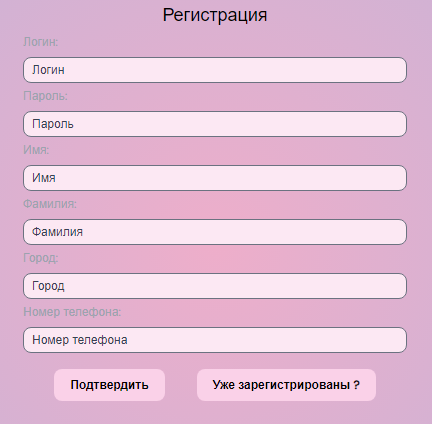 Регистрация
Логин:
Логин
Пароль:
Пароль
Имя:
Имя
Фамилия:
Фамилия
Город:
Город
Номер телефона:
Номер телефона
Подтвердить
Уже зарегистрированы ?